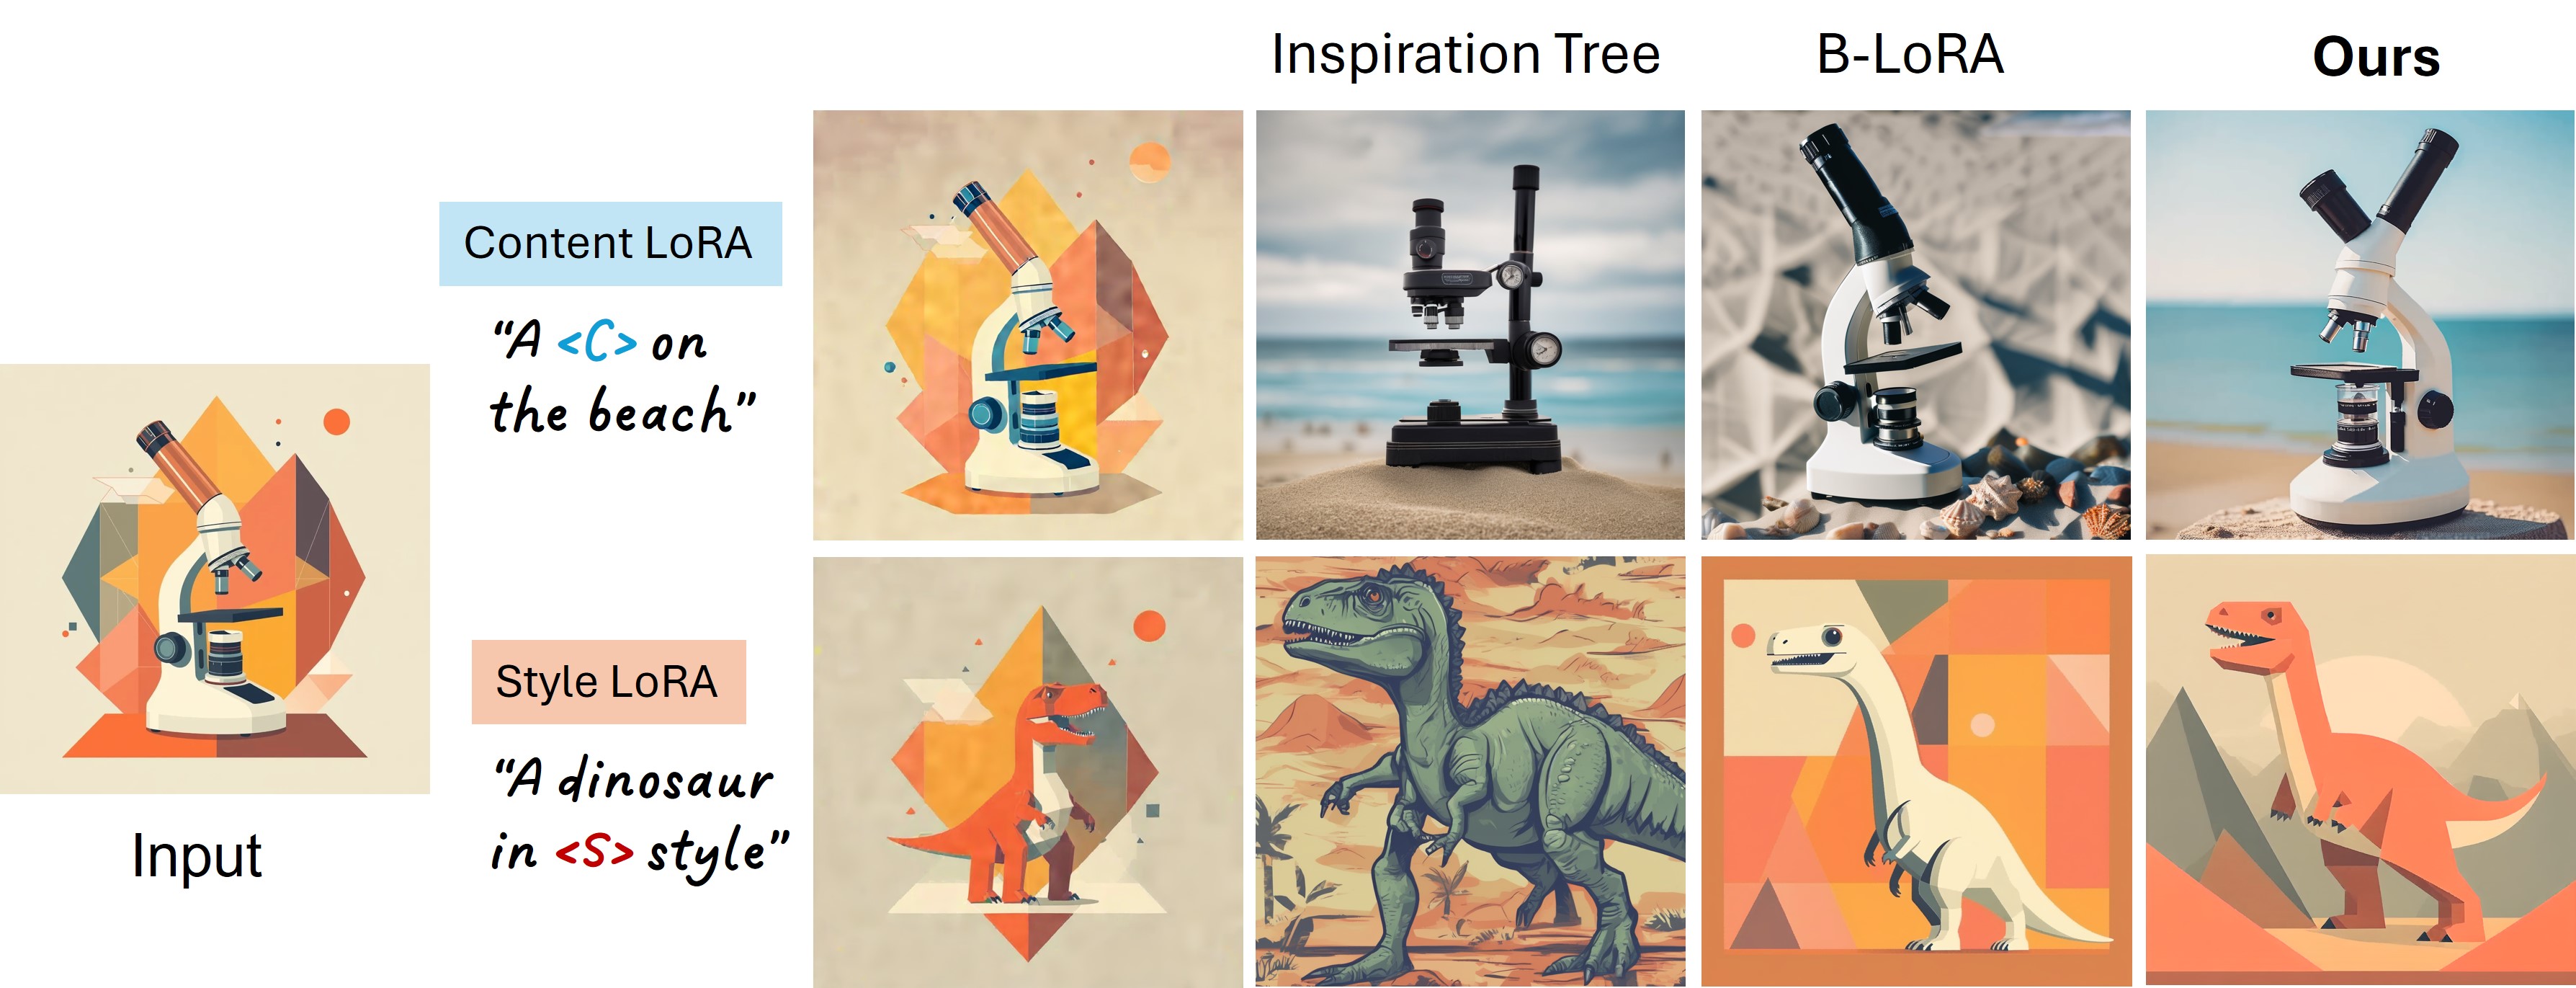 Inspiration Tree
B-LoRA
Ours
Content LoRA
“A <C> on
the beach”
Input
Style LoRA
“A dinosaur
in <S> style”